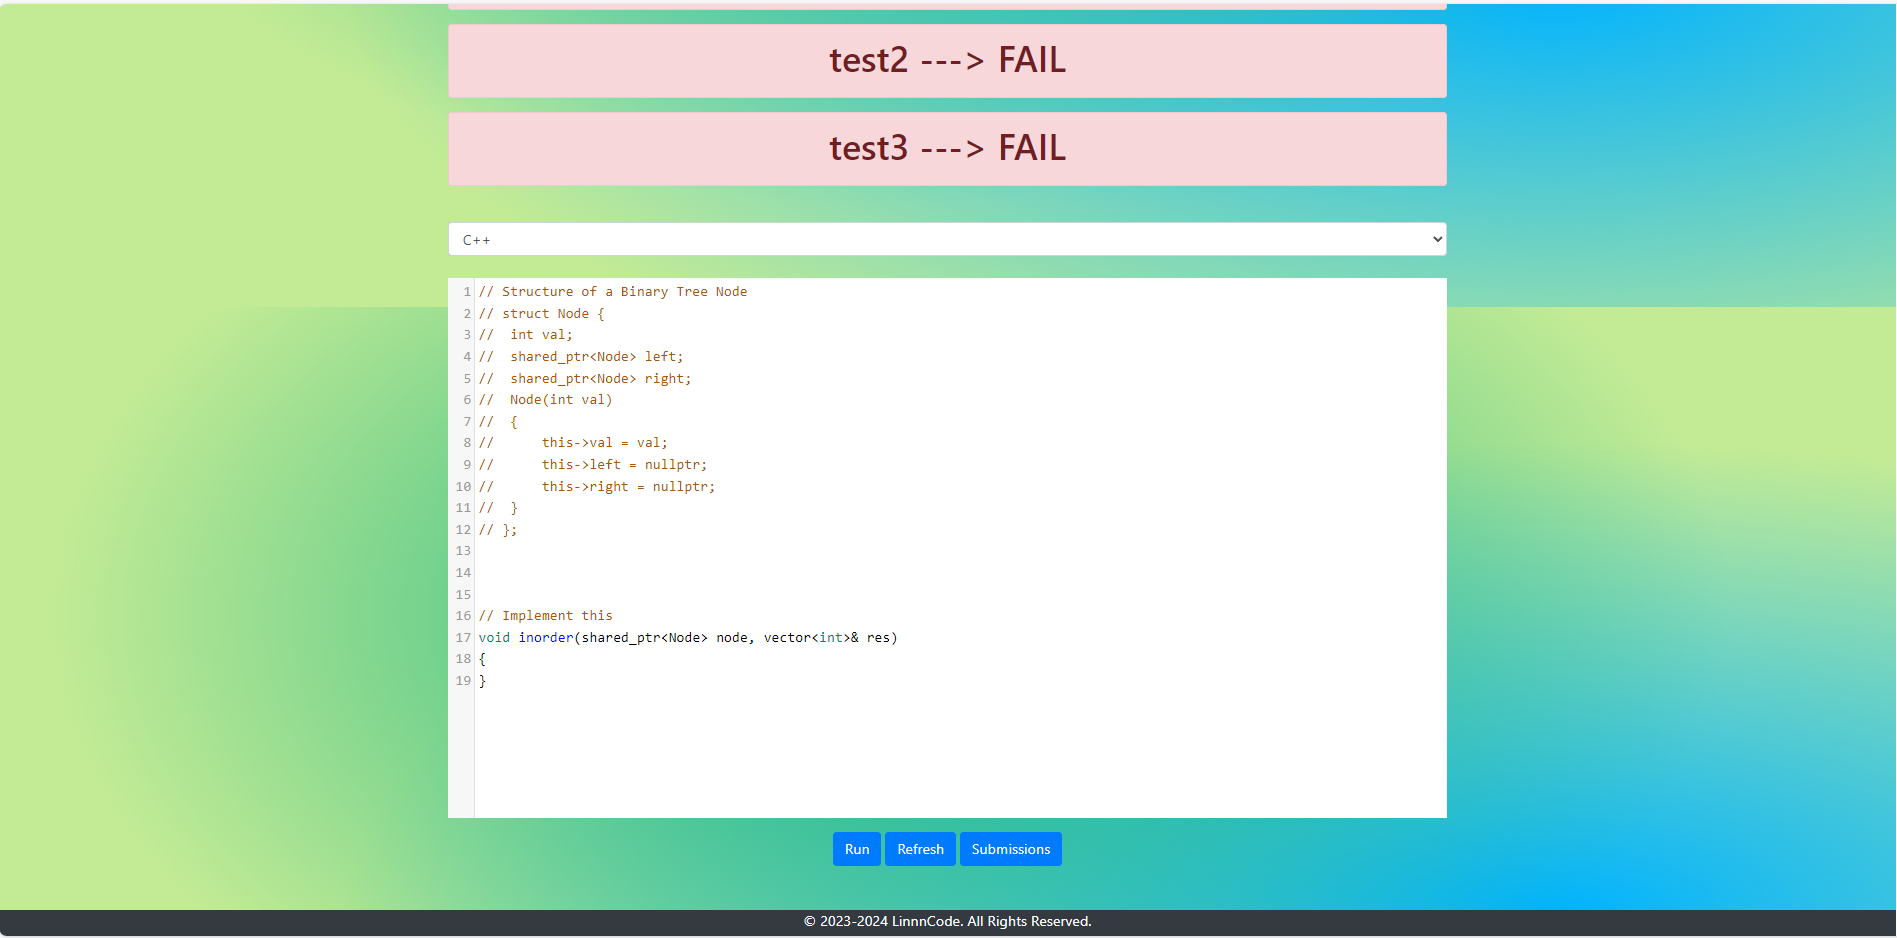 test2 ---> FAIL
test3 ---> FAIL
C++
1 // Structure of a Binary Tree Node
2 // struct Node {
3 //  int val;
4 //  shared_ptr<Node> left;
5 //  shared_ptr<Node> right;
6 //  Node(int val)
7 //  {
8 //      this->val = val;
9 //      this->left = nullptr;
10 //      this->right = nullptr;
11 //  }
12 // };
13
14
15
16 // Implement this
17 void inorder(shared_ptr<Node> node, vector<int>& res)
18 {
19 }
Run Refresh Submissions
© 2023-2024 LinnnCode. All Rights Reserved.